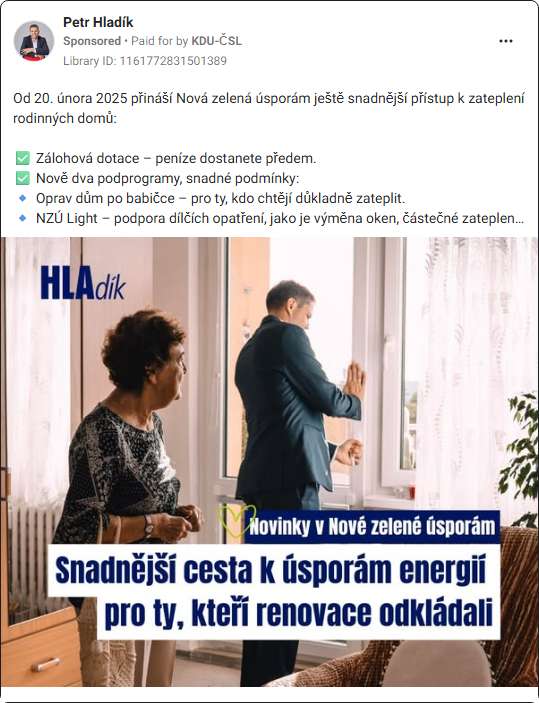 Petr Hladík
Sponsored • Paid for by KDU-ČSL
Library ID: 1161772831501389
Od 20. února 2025 přináší Nová zelená úsporám ještě snadnější přístup k zateplení
rodinných domů:
✅ Zálohová dotace – peníze dostanete předem.
✅ Nově dva podprogramy, snadné podmínky:
🔹 Oprav dům po babičce – pro ty, kdo chtějí důkladně zateplit.
🔹 NZÚ Light – podpora dílčích opatření, jako je výměna oken, částečné zateplen...
HLAdík
Novinky v Nové zelené úsporám
Snadnější cesta k úsporám energií
pro ty, kteří renovace odkládali